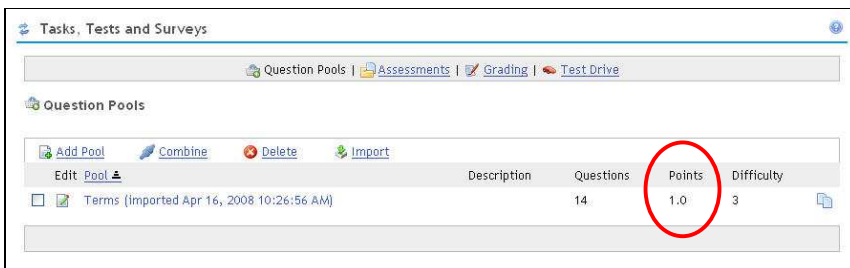 Tasks, Tests and Surveys
Question Pools | Assessments | Grading | Test Drive
Question Pools
Add Pool Combine Delete Import
Edit Pool Description Questions Points Difficulty
Terms (imported Apr 16, 2008 10:26:56 AM) 14 1.0 3